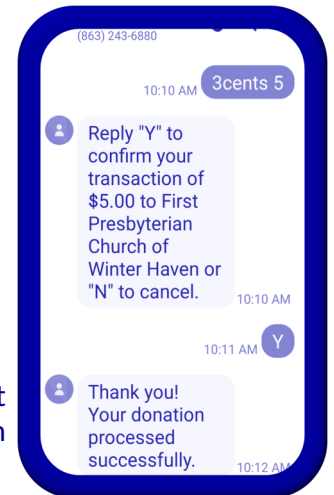 (863) 243-6880
10:10 AM 3cents 5
Reply "Y" to
confirm your
transaction of
$5.00 to First
Presbyterian
Church of
Winter Haven or
"N" to cancel.
10:10 AM
10:11 AM Y
Thank you!
Your donation
processed
successfully.
10:12 AM